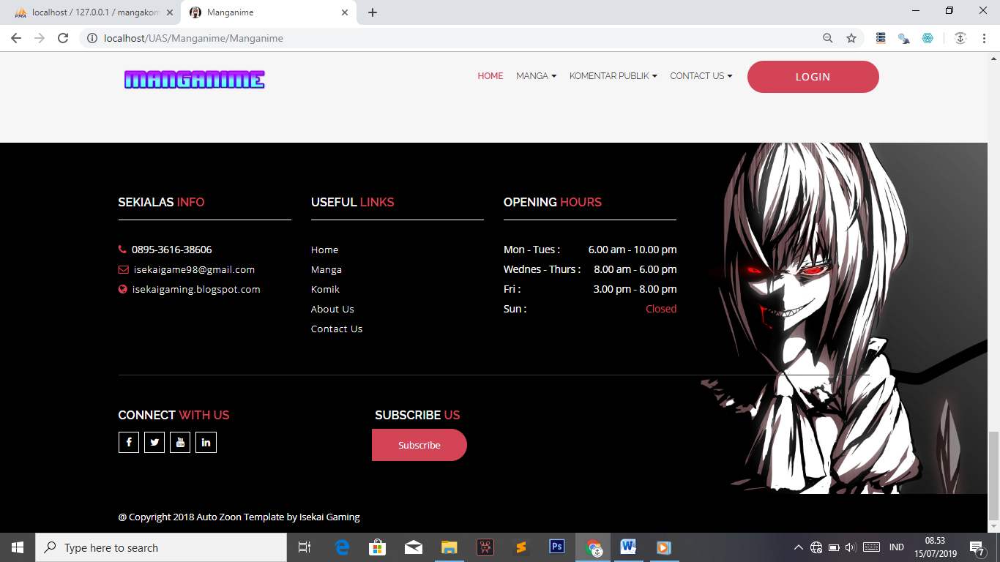 localhost / 127.0.0.1 / mangakom
Manganime
localhost/UAS/Manganime/Manganime
MANGANIME
HOME
MANGA
KOMENTAR PUBLIK
CONTACT US
LOGIN
SEKIALAS INFO
0895-3616-38606
isekaigame98@gmail.com
isekaigaming.blogspot.com
USEFUL LINKS
Home
Manga
Komik
About Us
Contact Us
OPENING HOURS
Mon - Tues : 6.00 am - 10.00 pm
Wednes - Thurs : 8.00 am - 6.00 pm
Fri : 3.00 pm - 8.00 pm
Sun : Closed
CONNECT WITH US
SUBSCRIBE US
Subscribe
@ Copyright 2018 Auto Zoon Template by Isekai Gaming
Type here to search
IND
08.53
15/07/2019
7